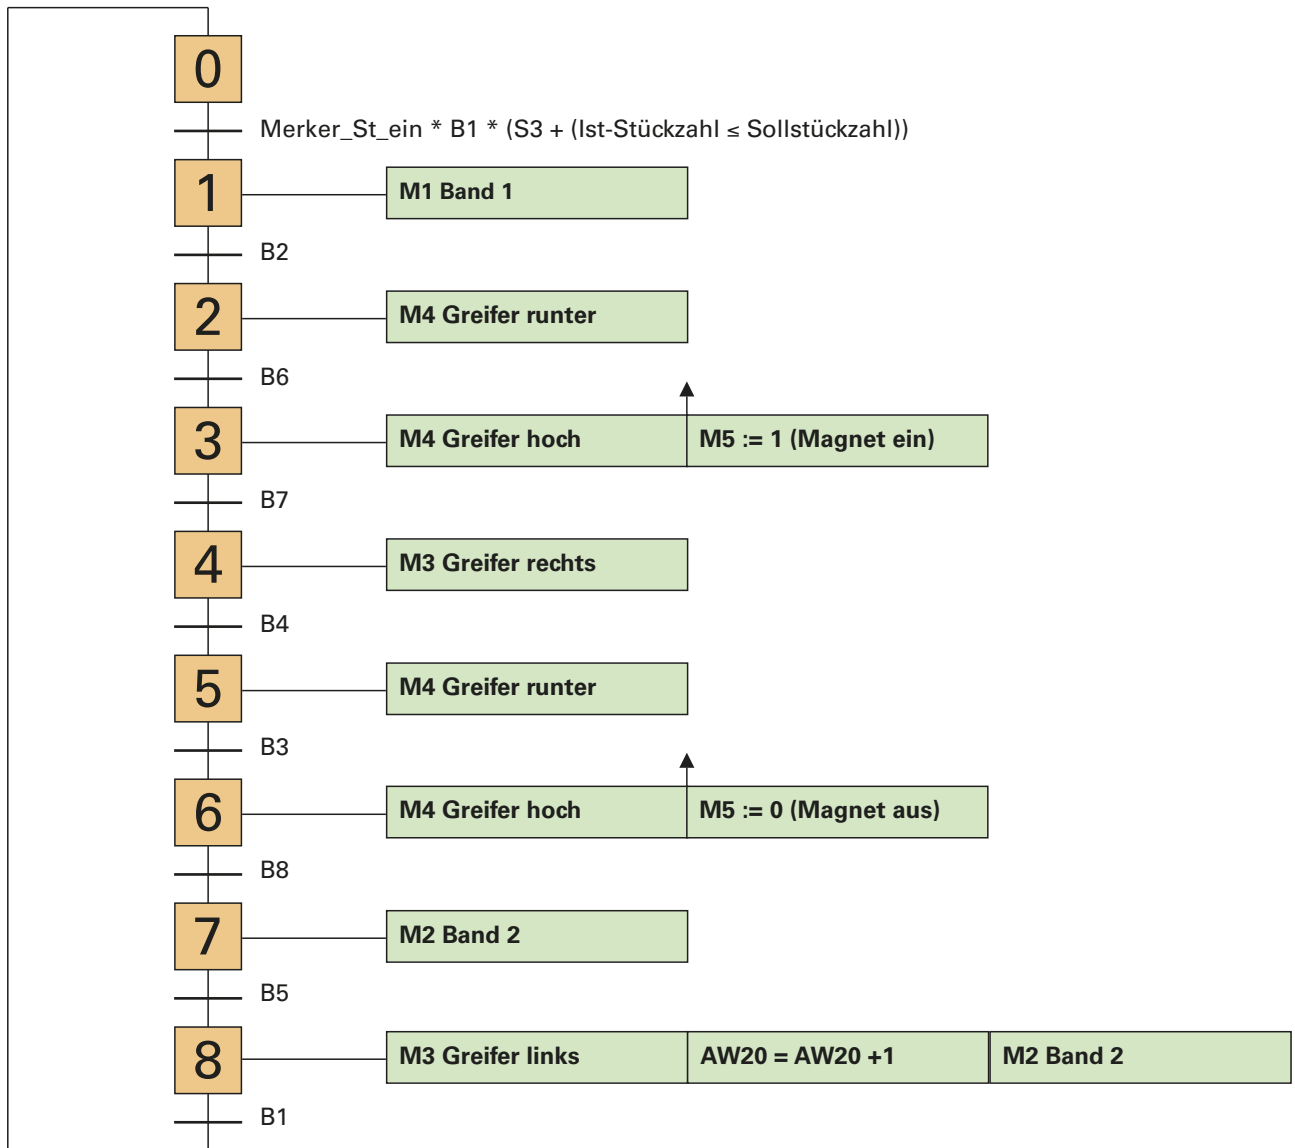 0
Merker_St_ein * B1 * (S3 + (Ist-Stückzahl ≤ Sollstückzahl))
1
M1 Band 1
B2
2
M4 Greifer runter
B6
3
M4 Greifer hoch
M5 := 1 (Magnet ein)
B7
4
M3 Greifer rechts
B4
5
M4 Greifer runter
B3
6
M4 Greifer hoch
M5 := 0 (Magnet aus)
B8
7
M2 Band 2
B5
8
M3 Greifer links
AW20 = AW20 +1
M2 Band 2
B1